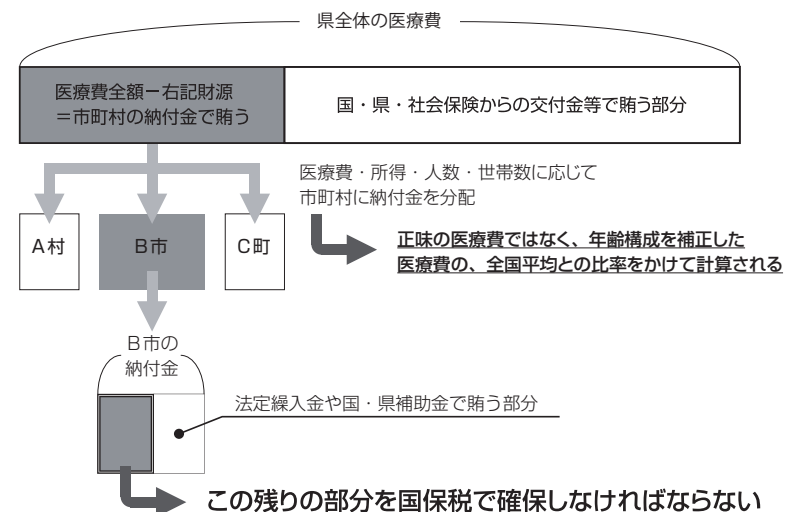 県全体の医療費
医療費全額－右記財源
＝市町村の納付金で賄う
国・県・社会保険からの交付金等で賄う部分
医療費・所得・人数・世帯数に応じて
市町村に納付金を分配
A村
B市
C町
正味の医療費ではなく、年齢構成を補正した
医療費の、全国平均との比率をかけて計算される
B市の
納付金
法定繰入金や国・県補助金で賄う部分
この残りの部分を国保税で確保しなければならない